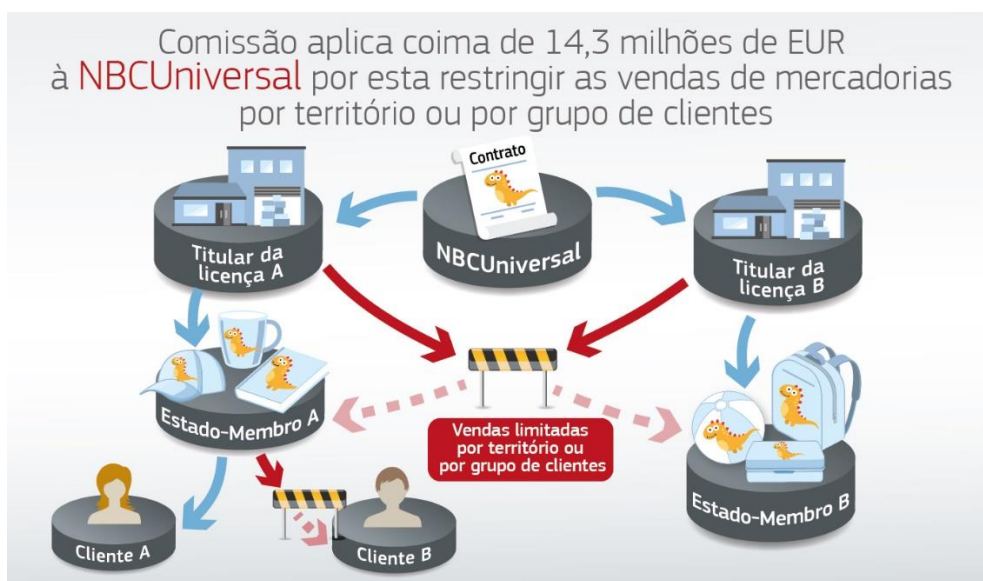 Comissão aplica coima de 14,3 milhões de EUR
à NBCUniversal por esta restringir as vendas de mercadorias
por território ou por grupo de clientes
Contrato
NBCUniversal
Titular da
licença A
Titular da
licença B
Estado-Membro A
Vendas limitadas
por território ou
por grupo de clientes
Estado-Membro B
Cliente A
Cliente B